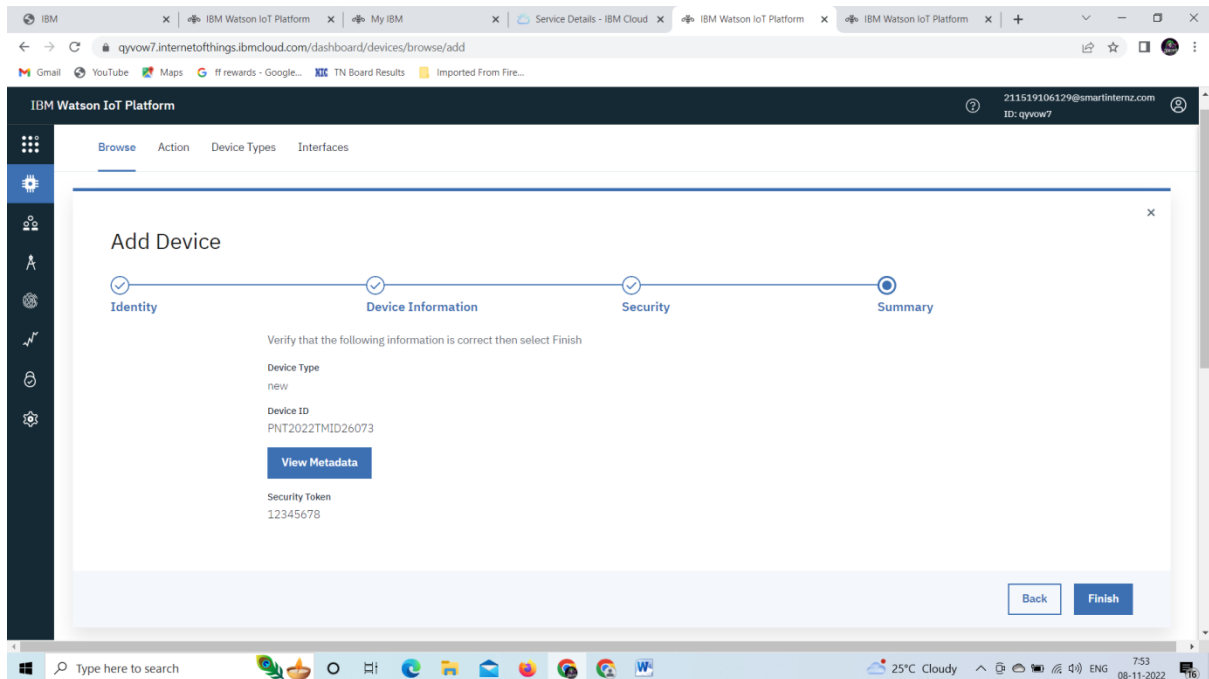 IBM
IBM Watson IoT Platform
My IBM
Service Details - IBM Cloud
IBM Watson IoT Platform
IBM Watson IoT Platform
qyvow7.internetofthings.ibmcloud.com/dashboard/devices/browse/add
Gmail
YouTube
Maps
ff rewards - Google...
TN Board Results
Imported From Fire...
IBM Watson IoT Platform
211519106129@smartinternz.com
ID: qyvow7
Browse
Action
Device Types
Interfaces
Add Device
Identity
Device Information
Security
Summary
Verify that the following information is correct then select Finish
Device Type
new
Device ID
PNT2022TMID26073
View Metadata
Security Token
12345678
Back
Finish
Type here to search
25°C Cloudy
ENG
7:53
08-11-2022